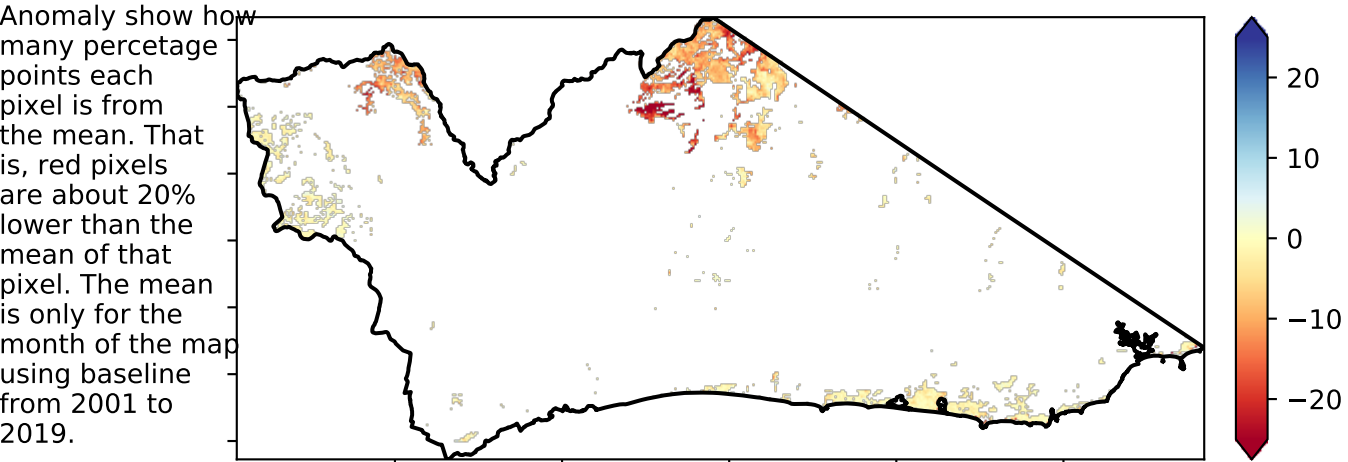 Anomaly show how
many percetage
points each
pixel is from
the mean. That
is, red pixels
are about 20%
lower than the
mean of that
pixel. The mean
is only for the
month of the map
using baseline
from 2001 to
2019.
20
10
0
−10
−20